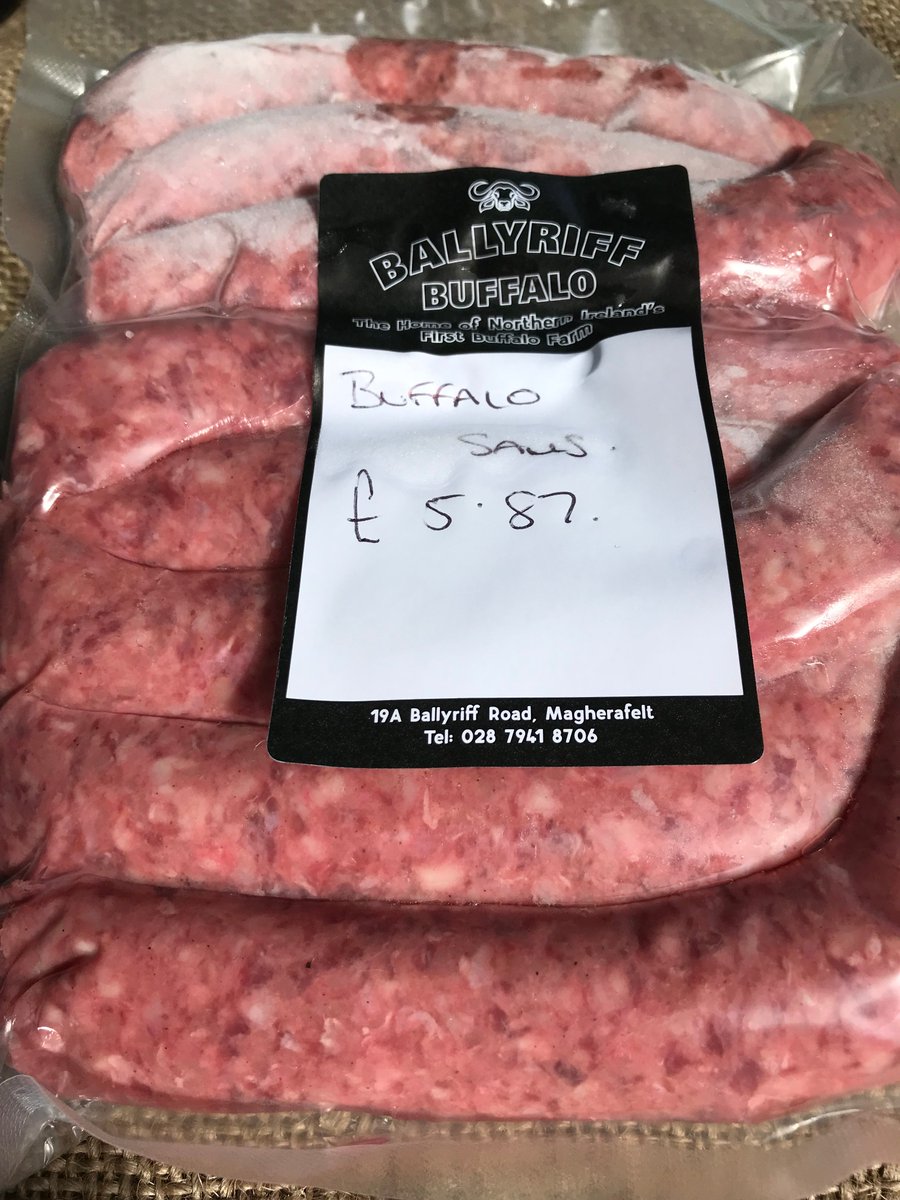 BALLYRIFF
BUFFALO
The Home of Northern Ireland's
First Buffalo Farm
BUFFALO
SAUS.
£ 5.87.
19A Ballyriff Road, Magherafelt
Tel: 028 7941 8706